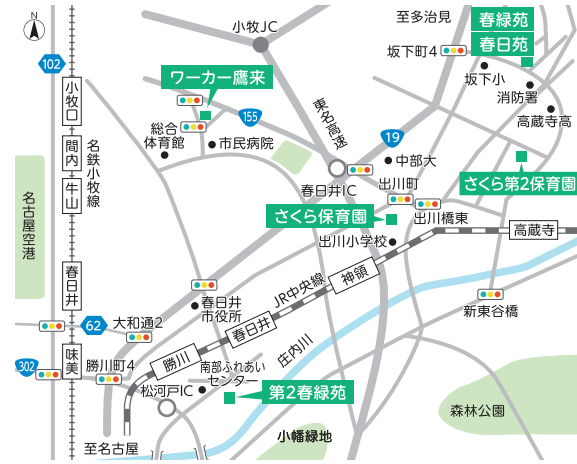 N
小牧JC
至多治見
春緑苑
春日苑
坂下町4
102
ワーカー鷹来
坂下小
消防署
小牧口
155
東名高速
高蔵寺高
総合
体育館
市民病院
19
間内
名鉄小牧線
中部大
牛山
春日井IC
出川町
さくら第2保育園
名古屋空港
さくら保育園
出川橋東
出川小学校
高蔵寺
春日井
神領
JR中央線
春日井
市役所
新東谷橋
62
大和通2
春日井
庄内川
味美
勝川
302
勝川町4
南部ふれあい
センター
松河戸IC
第2春緑苑
森林公園
小幡緑地
至名古屋